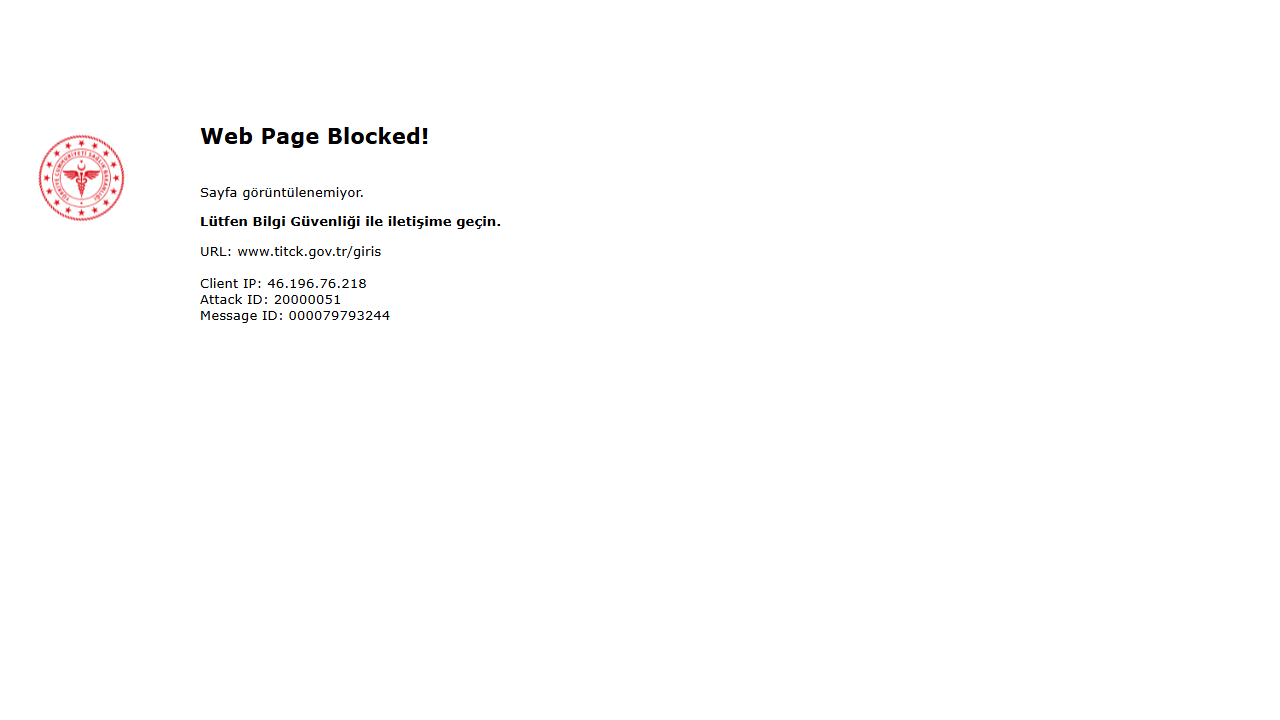 Web Page Blocked!
Sayfa görüntülenemiyor.
Lütfen Bilgi Güvenliği ile iletişime geçin.
URL: www.titck.gov.tr/giris
Client IP: 46.196.76.218
Attack ID: 20000051
Message ID: 000079793244